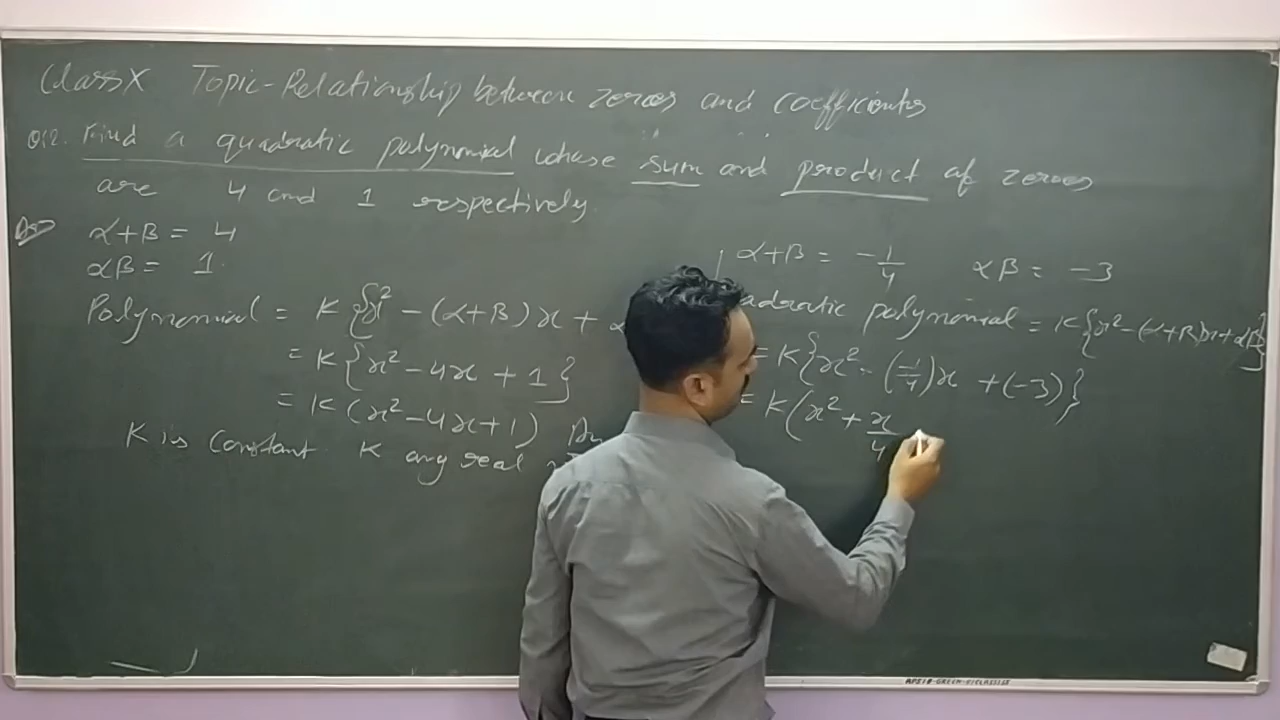 Class X Topic - Relationship between zeroes and coefficients
Q12. Find a quadratic polynomial whose sum and product of zeroes
are 4 and 1 respectively.
α+β = 4
αβ = 1.
Polynomial = K{x² - (α+β)x +
= K{x² - 4x + 1}
= K(x² - 4x + 1)
K is constant. K any real
α+β = -1/4 αβ = -3
adratic polynomial = K{x² - (α+β)x + αβ}
= K{x² - (-1/4)x + (-3)}
= K(x² + x/4